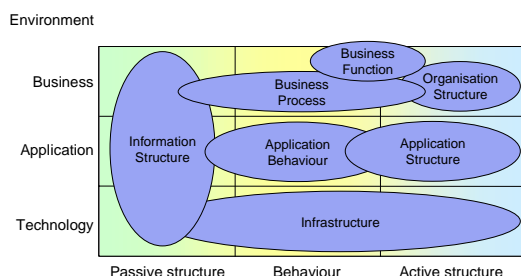 Environment
Business
Function
Business
Organisation
Structure
Business
Process
Application
Information
Structure
Application
Behaviour
Application
Structure
Technology
Infrastructure
Passive structure
Behaviour
Active structure